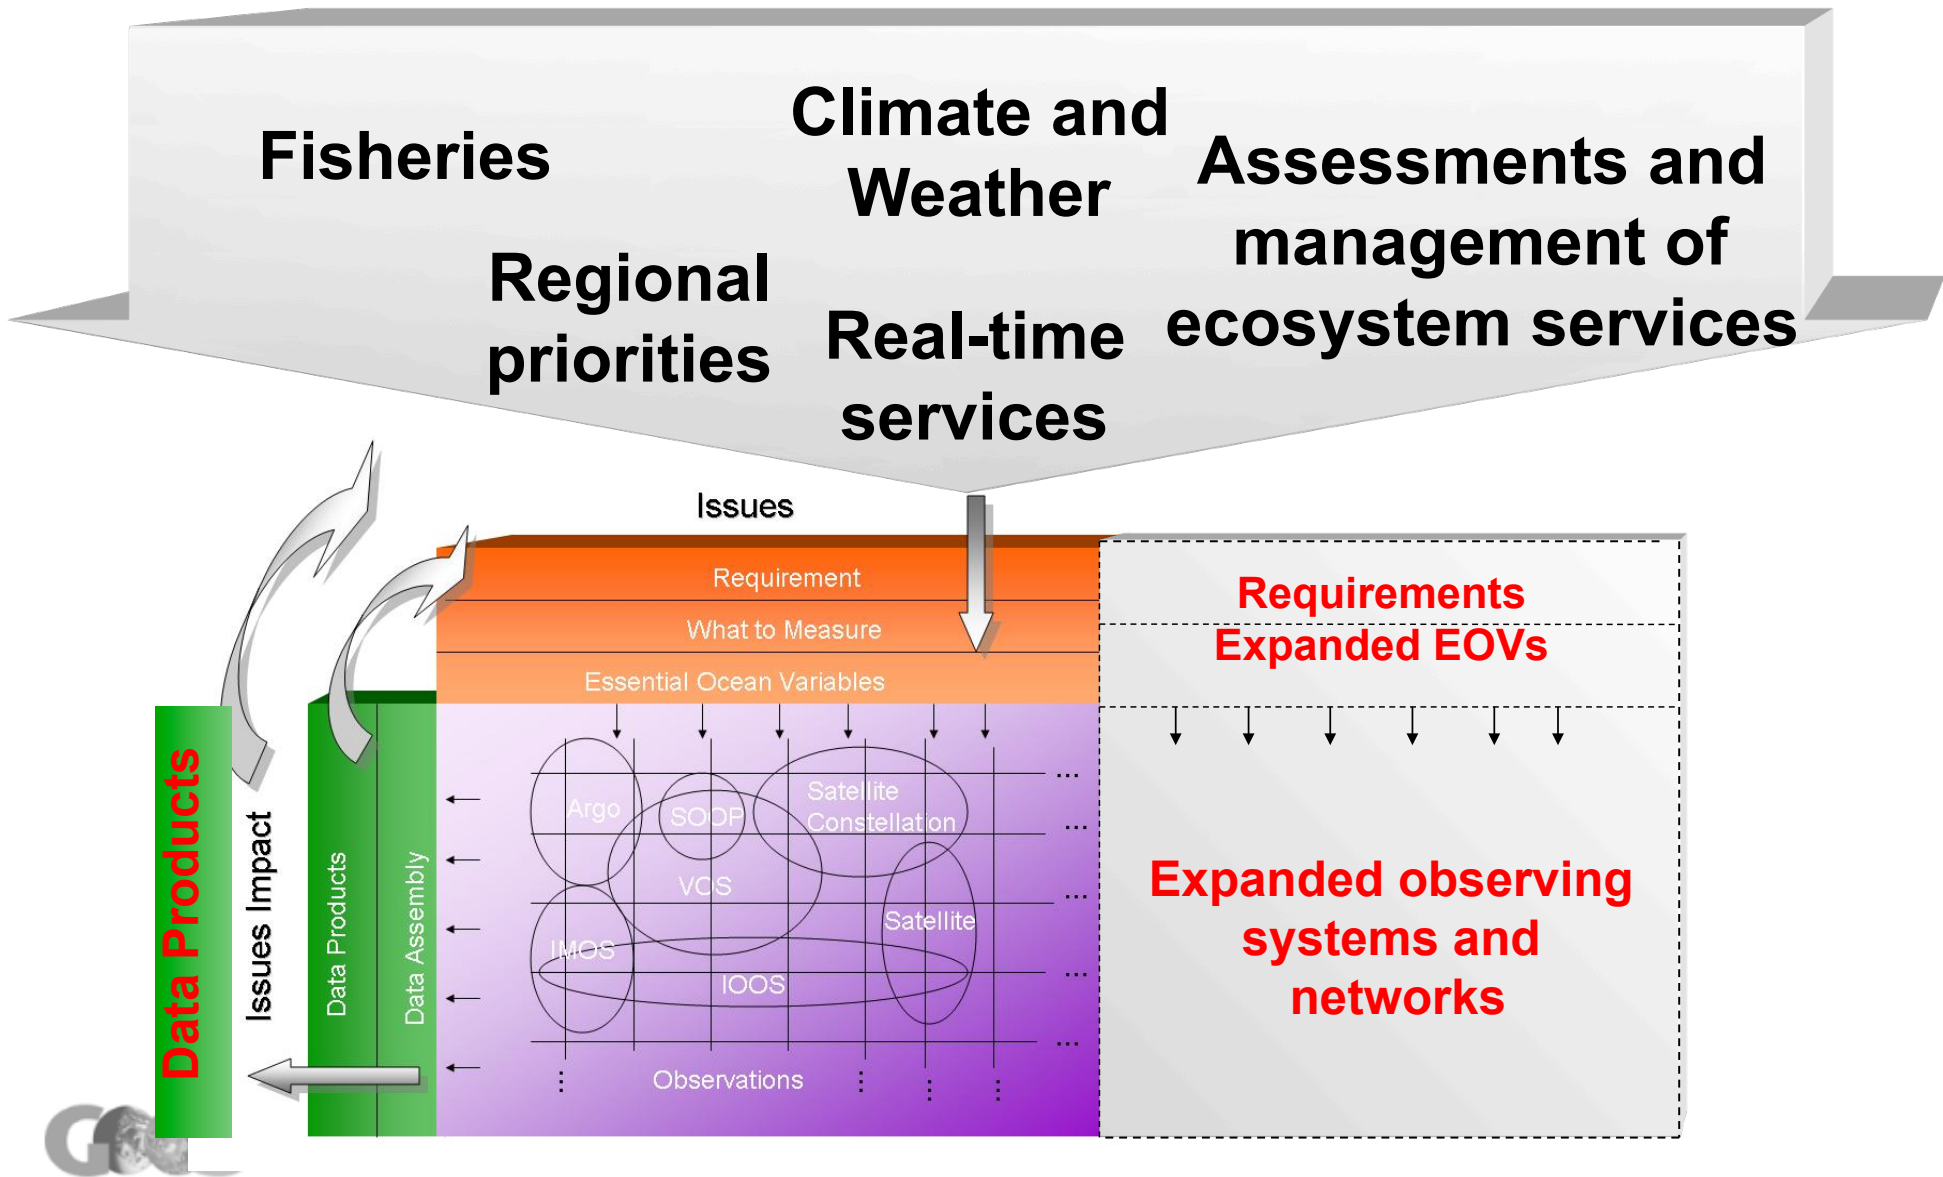 Fisheries
Climate and
Weather
Assessments and
management of
ecosystem services
Regional
priorities
Real-time
services
Issues
Requirement
What to Measure
Essential Ocean Variables
Requirements
Expanded EOVs
Data Products
Issues Impact
Data Products
Data Assembly
Argo
SOOP
Satellite
Constellation
...
...
VOS
...
Satellite
IMOS
IOOS
...
...
Observations
Expanded observing
systems and
networks